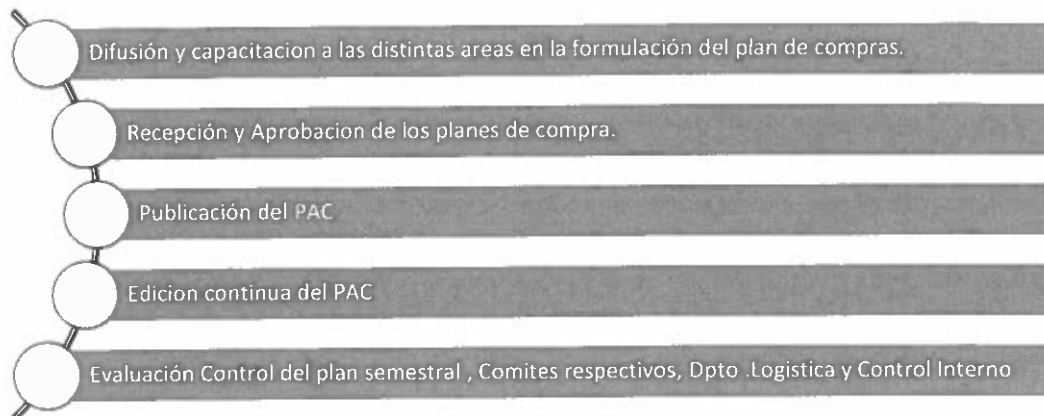 Difusión y capacitacion a las distintas areas en la formulación del plan de compras.
Recepción y Aprobacion de los planes de compra.
Publicación del PAC
Edicion continua del PAC
Evaluación Control del plan semestral , Comites respectivos, Dpto .Logistica y Control Interno